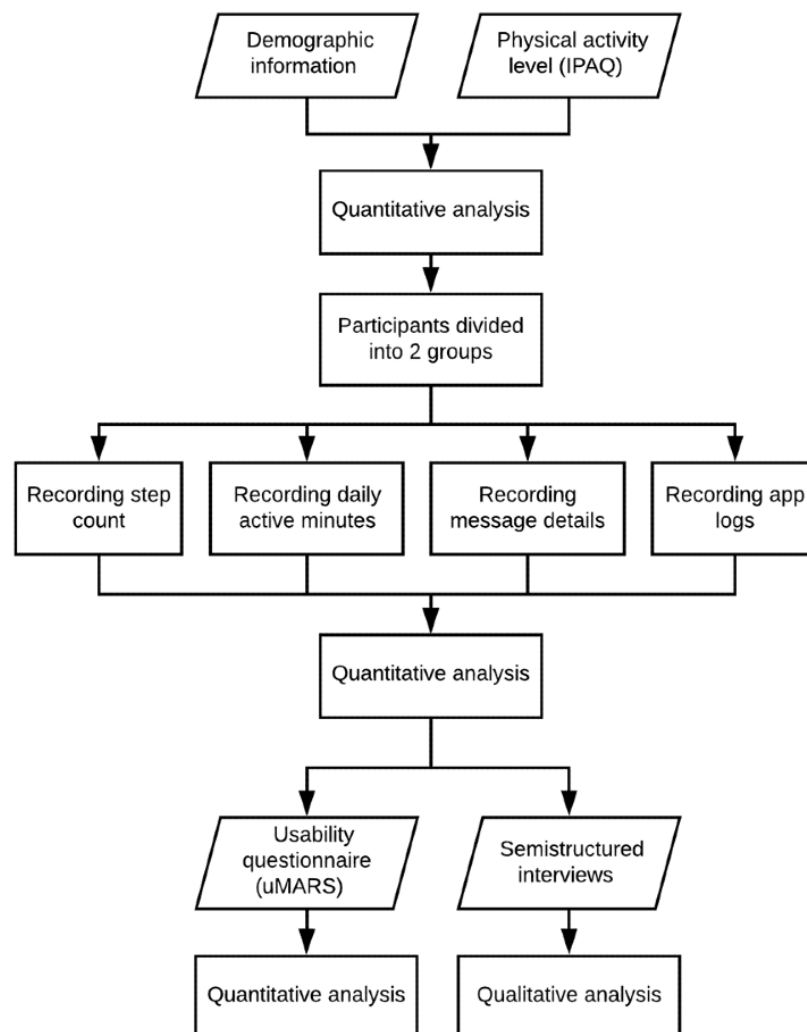 Demographic
information
Physical activity
level (IPAQ)
Quantitative analysis
Participants divided
into 2 groups
Recording step
count
Recording daily
active minutes
Recording
message details
Recording app
logs
Quantitative analysis
Usability
questionnaire
(uMARS)
Semistructured
interviews
Quantitative analysis
Qualitative analysis